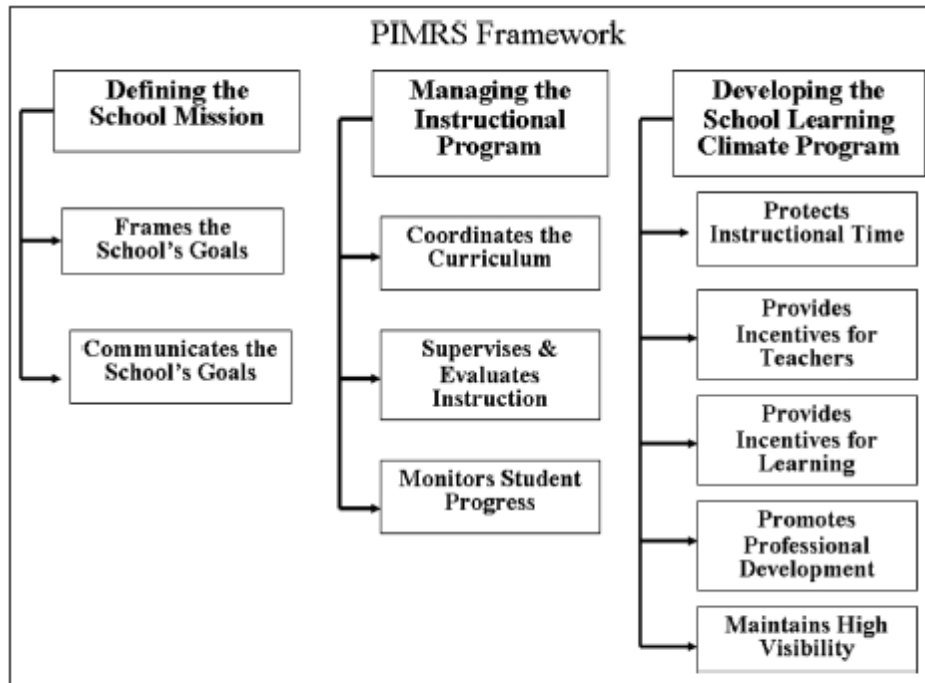 PIMRS Framework
Defining the
School Mission
Frames the
School's Goals
Communicates the
School's Goals
Managing the
Instructional
Program
Coordinates the
Curriculum
Supervises &
Evaluates
Instruction
Monitors Student
Progress
Developing the
School Learning
Climate Program
Protects
Instructional Time
Provides
Incentives for
Teachers
Provides
Incentives for
Learning
Promotes
Professional
Development
Maintains High
Visibility